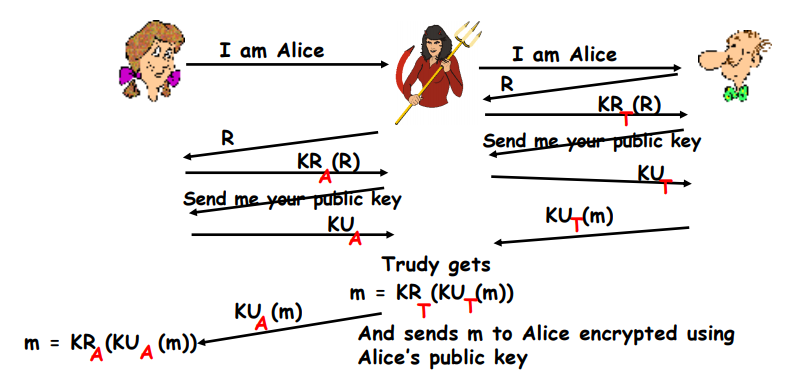 I am Alice
I am Alice
R
KR_T(R)
Send me your public key
KU_T
KU_T(m)
R
KR_A(R)
Send me your public key
KU_A
Trudy gets
m = KR_T(KU_T(m))
KU_A(m)
And sends m to Alice encrypted using
Alice's public key
m = KR_A(KU_A(m))